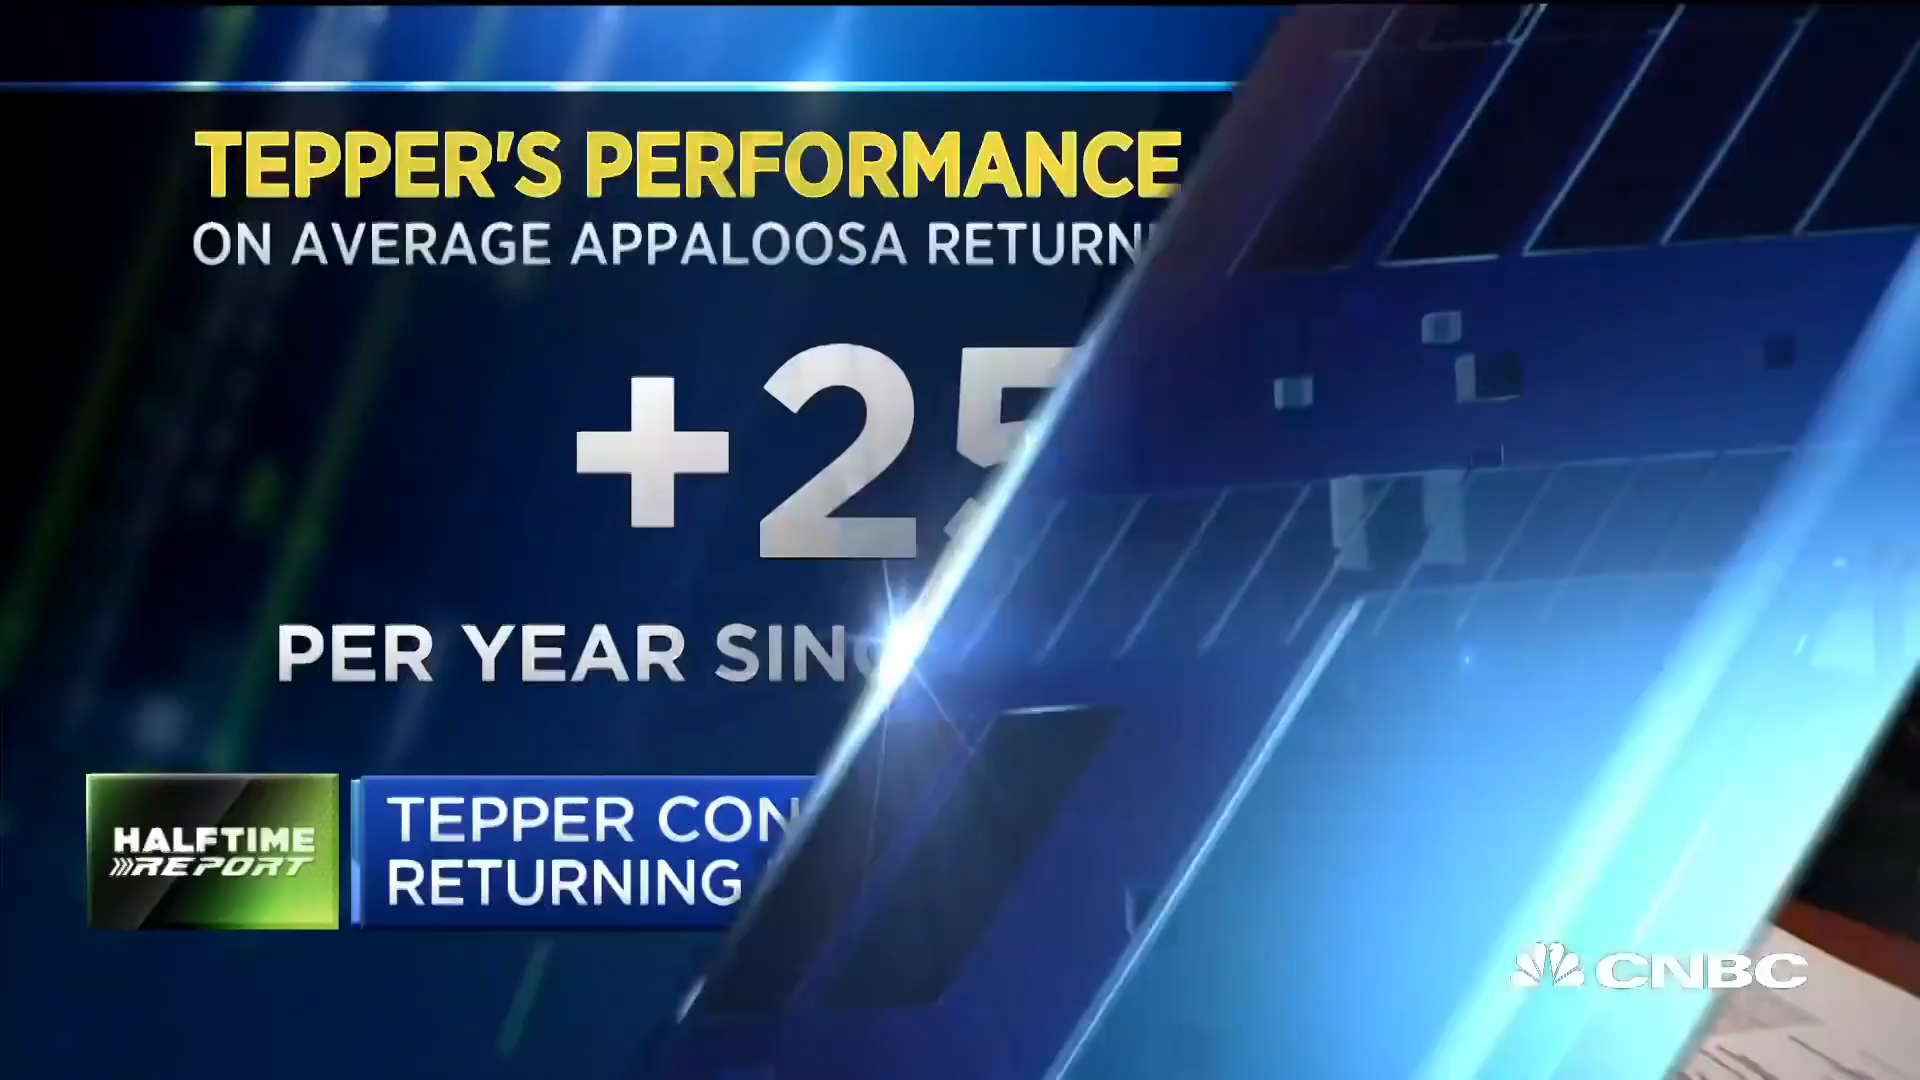 TEPPER'S PERFORMANCE
ON AVERAGE APPALOOSA
+25
PER YEAR
TEPPER
RETURNING
HALFTIME
REPORT
CNBC